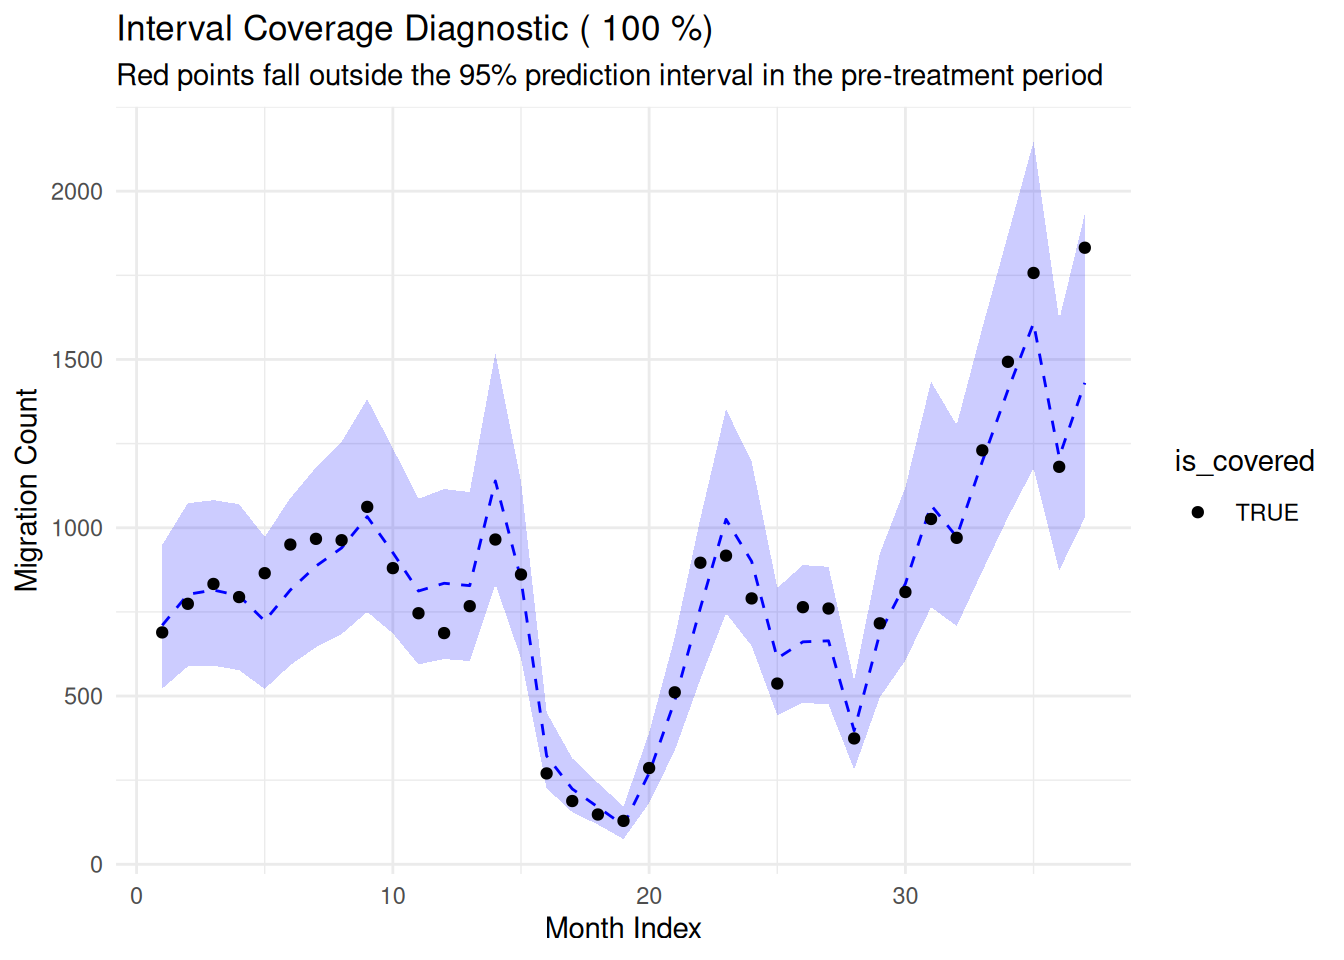 Interval Coverage Diagnostic ( 100 %)
Red points fall outside the 95% prediction interval in the pre-treatment period
Migration Count
2000
1500
1000
500
0
0 10 20 30
Month Index
is_covered
TRUE